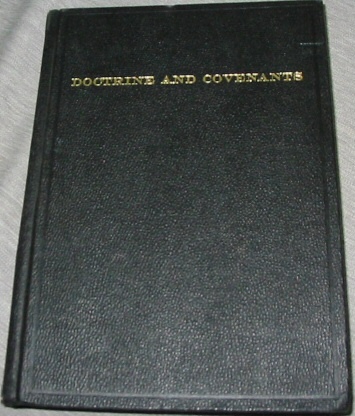 DOCTRINE AND COVENANTS